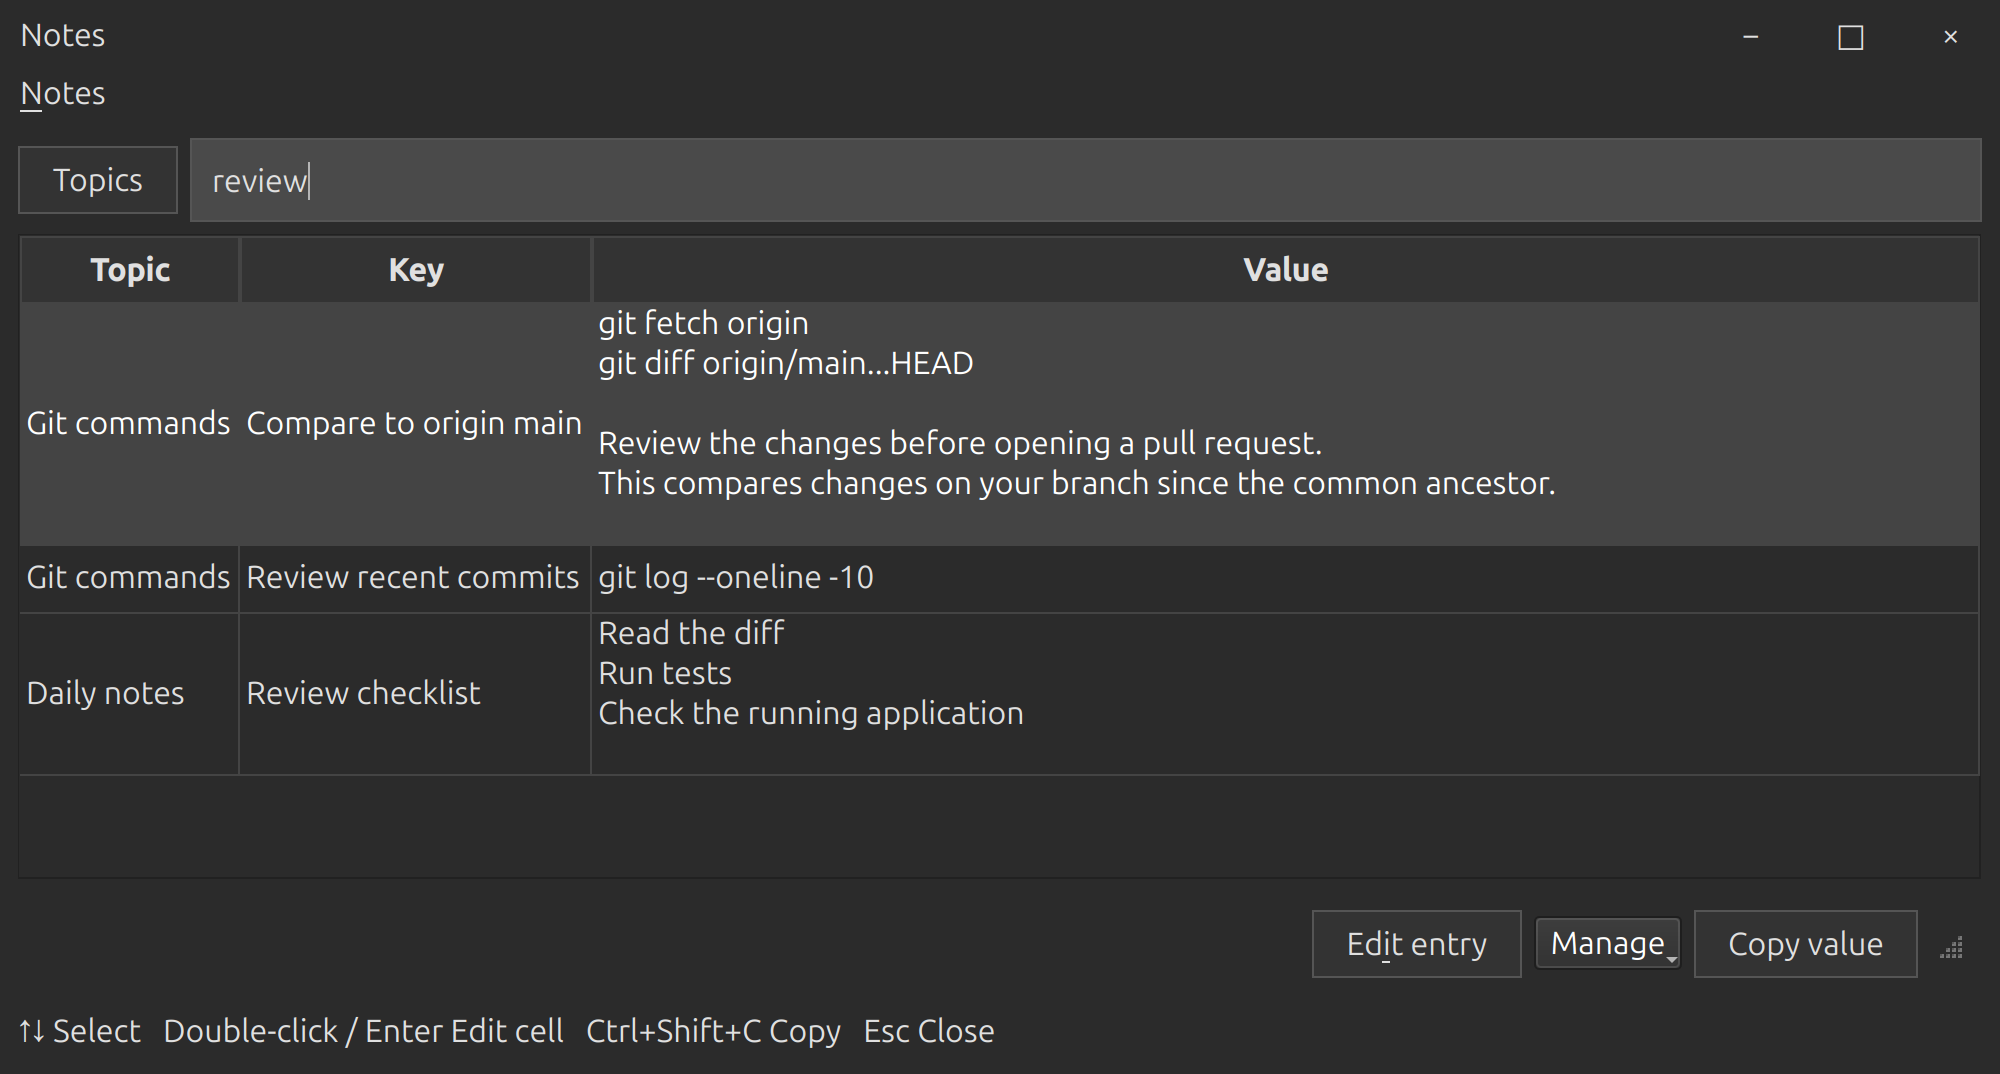 Notes
Notes
Topics
review
Topic Key Value
git fetch origin
git diff origin/main...HEAD
Git commands Compare to origin main
Review the changes before opening a pull request.
This compares changes on your branch since the common ancestor.
Git commands Review recent commits git log --oneline -10
Read the diff
Run tests
Daily notes Review checklist
Check the running application
Edit entry Manage Copy value
↑↓ Select Double-click / Enter Edit cell Ctrl+Shift+C Copy Esc Close